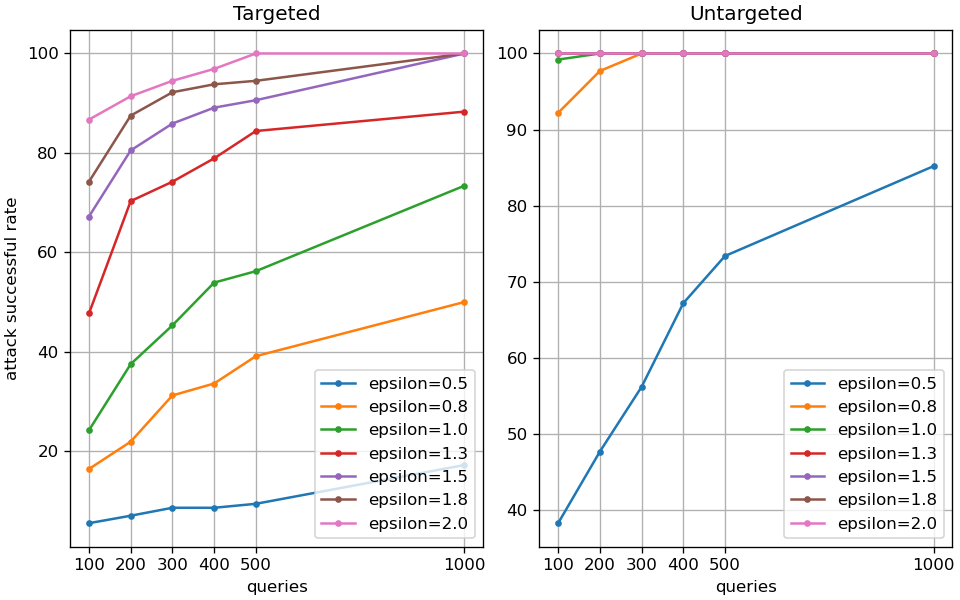 Targeted
attack successful rate
100
80
60
40
20
100 200 300 400 500 1000
queries
epsilon=0.5
epsilon=0.8
epsilon=1.0
epsilon=1.3
epsilon=1.5
epsilon=1.8
epsilon=2.0
Untargeted
100
90
80
70
60
50
40
100 200 300 400 500 1000
queries
epsilon=0.5
epsilon=0.8
epsilon=1.0
epsilon=1.3
epsilon=1.5
epsilon=1.8
epsilon=2.0